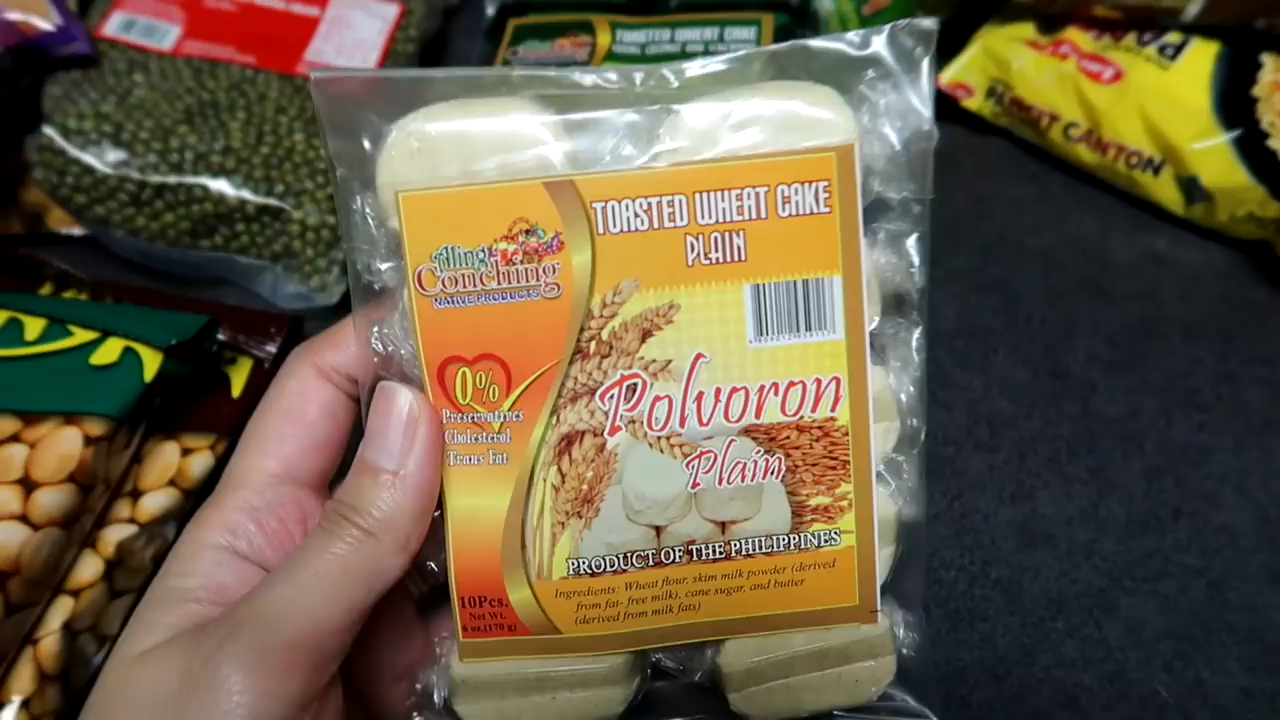 TOASTED WHEAT CAKE
TOASTED WHEAT CAKE
PLAIN
Aling
Conching
NATIVE PRODUCTS
0%
Preservatives
Cholesterol
Trans Fat
Polvoron
Plain
PRODUCT OF THE PHILIPPINES
Ingredients: Wheat flour, skim milk powder (derived
from fat- free milk), cane sugar, and butter
(derived from milk fats)
10Pcs.
Net Wt.
6 oz.(170 g)
CANTON